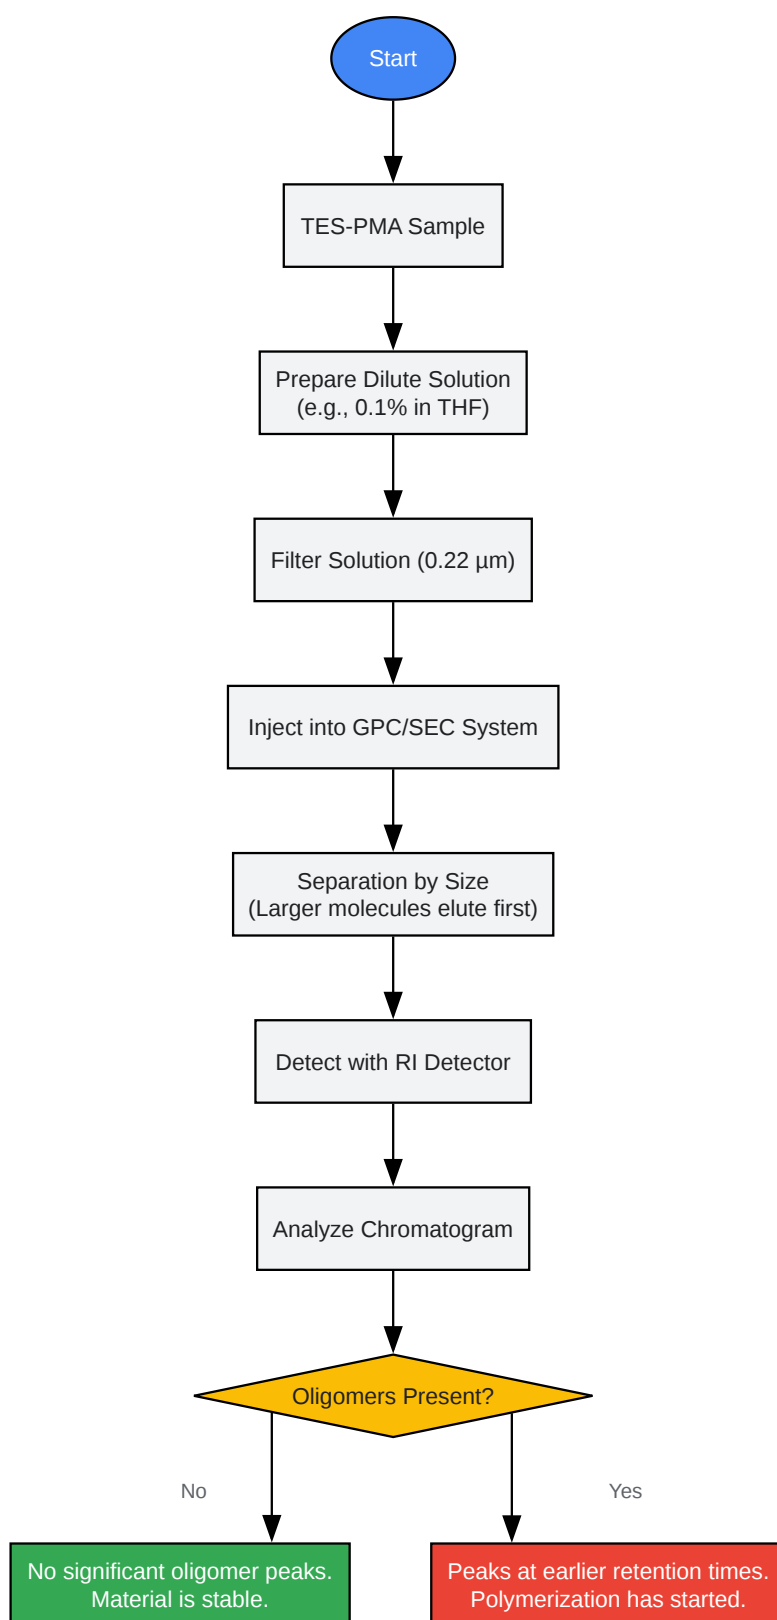 Start
TES-PMA Sample
Prepare Dilute Solution
(e.g., 0.1% in THF)
Filter Solution (0.22 µm)
Inject into GPC/SEC System
Separation by Size
(Larger molecules elute first)
Detect with RI Detector
Analyze Chromatogram
Oligomers Present?
No
Yes
No significant oligomer peaks.
Material is stable.
Peaks at earlier retention times.
Polymerization has started.